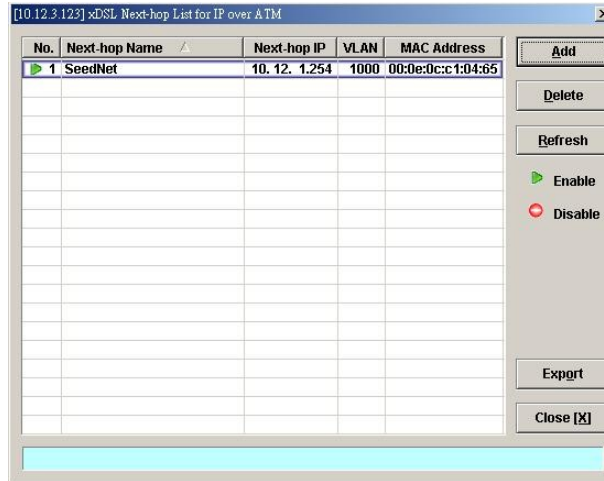 [10.12.3.123] xDSL Next-hop List for IP over ATM
No. Next-hop Name Next-hop IP VLAN MAC Address
1 SeedNet 10. 12. 1.254 1000 00:0e:0c:c1:04:65
Add
Delete
Refresh
Enable
Disable
Export
Close [X]